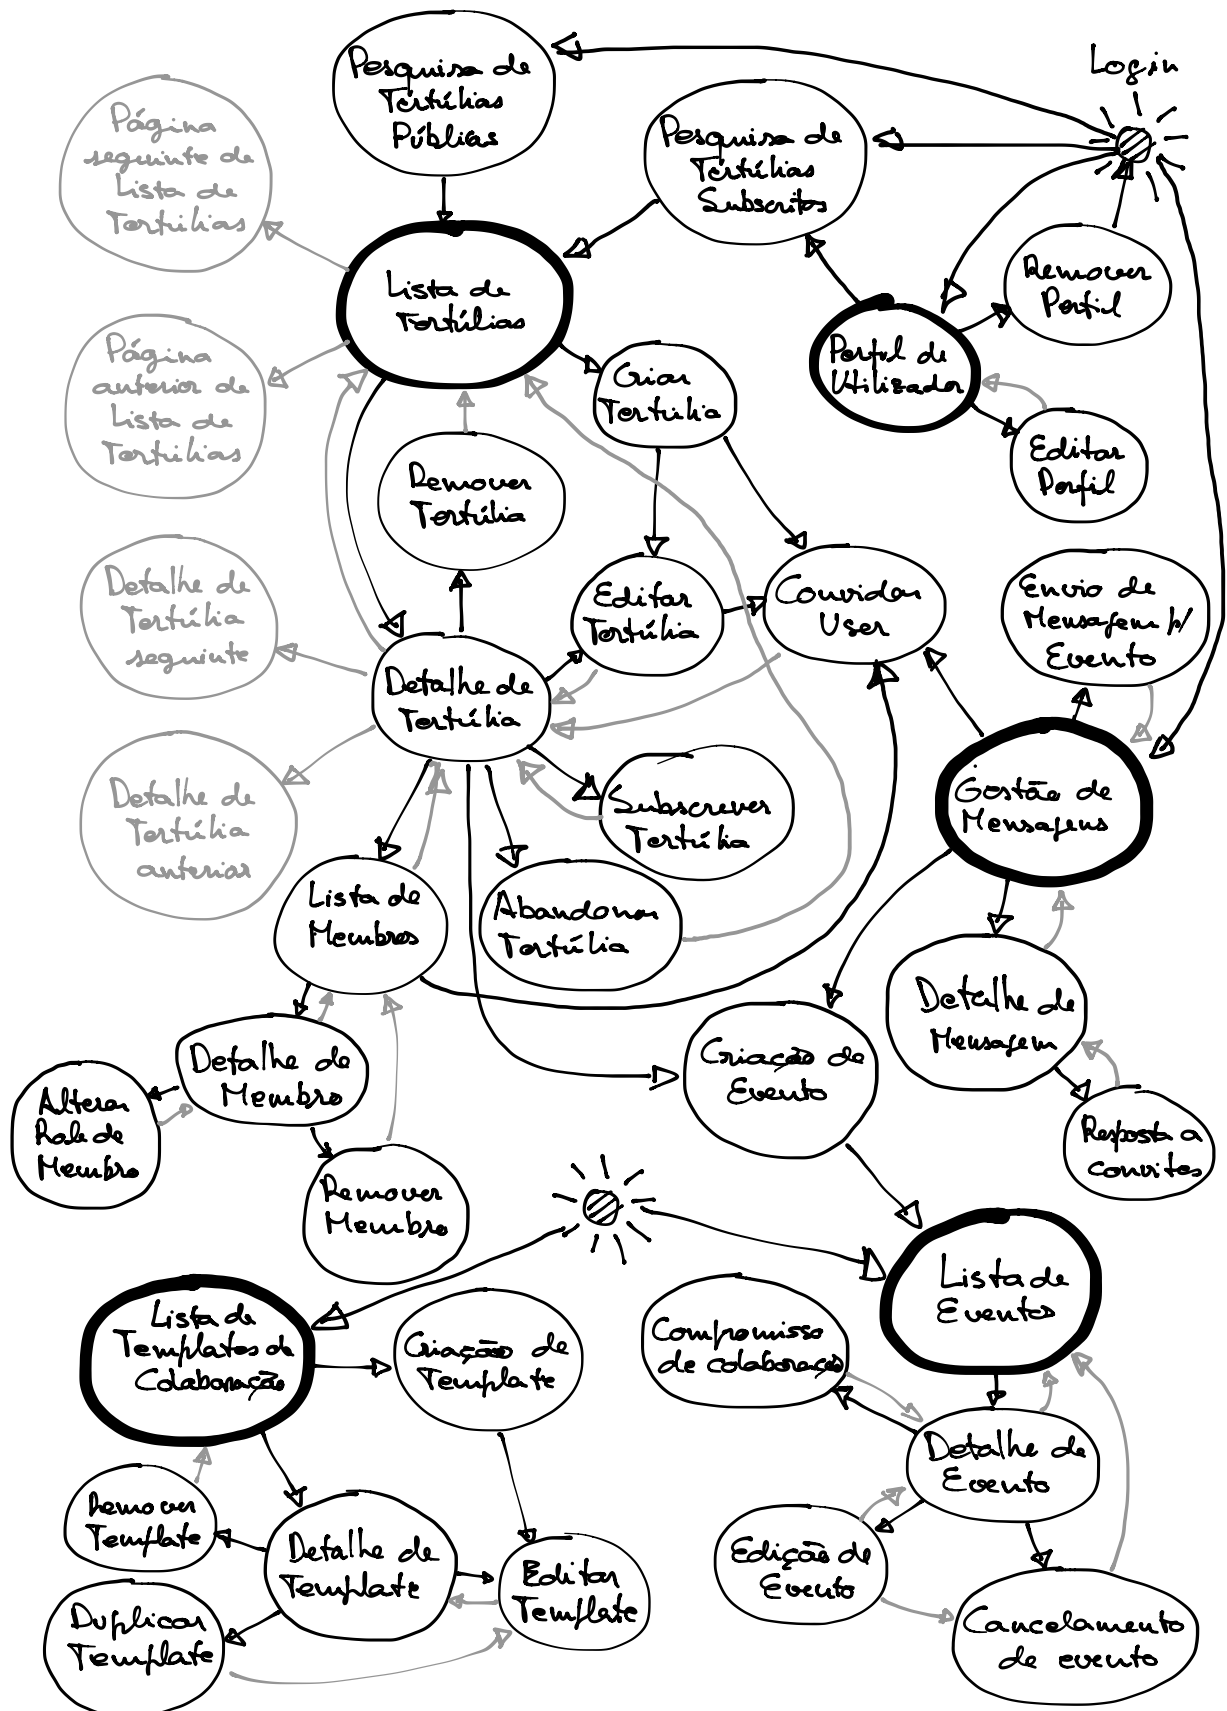 Login
Pesquisa de
Tertúlias
Públicas
Pesquisa de
Tertúlias
Subscritas
Página
seguinte de
Lista de
Tertúlias
Lista de
Tertúlias
Remover
Perfil
Perfil de
Utilizador
Página
anterior de
Lista de
Tertúlias
Criar
Tertúlia
Editar
Perfil
Remover
Tertúlia
Detalhe de
Tertúlia
seguinte
Editar
Tertúlia
Convidar
User
Envio de
Mensagem p/
Evento
Detalhe de
Tertúlia
Detalhe de
Tertúlia
anterior
Subscrever
Tertúlia
Gestão de
Mensagens
Lista de
Membros
Abandonar
Tertúlia
Detalhe de
Mensagem
Detalhe de
Membro
Criação de
Evento
Alterar
Role de
Membro
Resposta a
convites
Remover
Membro
Lista de
Eventos
Lista de
Templates de
Colaboração
Criação de
Template
Compromisso
de colaboração
Detalhe de
Evento
Remover
Template
Detalhe de
Template
Editar
Template
Edição de
Evento
Duplicar
Template
Cancelamento
de evento